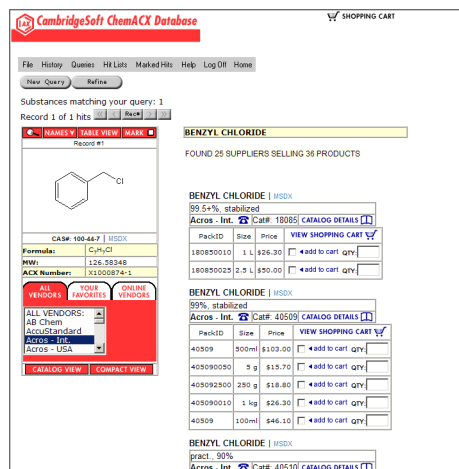 CambridgeSoft ChemACX Database
SHOPPING CART
File History Queries Hit Lists Marked Hits Help Log Off Home
New Query Refine
Substances matching your query: 1
Record 1 of 1 hits Rec#
NAMES TABLE VIEW MARK
Record #1
Cl
CAS#: 100-44-7 | MSDX
Formula: C7H7Cl
MW: 126.58348
ACX Number: X1000874-1
ALL VENDORS YOUR FAVORITES ONLINE VENDORS
ALL VENDORS:
AB Chem
AccuStandard
Acros - Int.
Acros - USA
CATALOG VIEW COMPACT VIEW
BENZYL CHLORIDE
FOUND 25 SUPPLIERS SELLING 36 PRODUCTS
BENZYL CHLORIDE | MSDX
99.5+%, stabilized
Acros - Int. Cat#: 18085 CATALOG DETAILS
PackID Size Price VIEW SHOPPING CART
180850010 1 L $26.30 add to cart QTY:
180850025 2.5 L $50.00 add to cart QTY:
BENZYL CHLORIDE | MSDX
99%, stabilized
Acros - Int. Cat#: 40509 CATALOG DETAILS
PackID Size Price VIEW SHOPPING CART
40509 500ml $103.00 add to cart QTY:
405090050 5 g $15.70 add to cart QTY:
405092500 250 g $18.80 add to cart QTY:
405090010 1 kg $26.30 add to cart QTY:
40509 100ml $46.10 add to cart QTY:
BENZYL CHLORIDE | MSDX
pract., 90%
Acros - Int. Cat#: 40510 CATALOG DETAILS